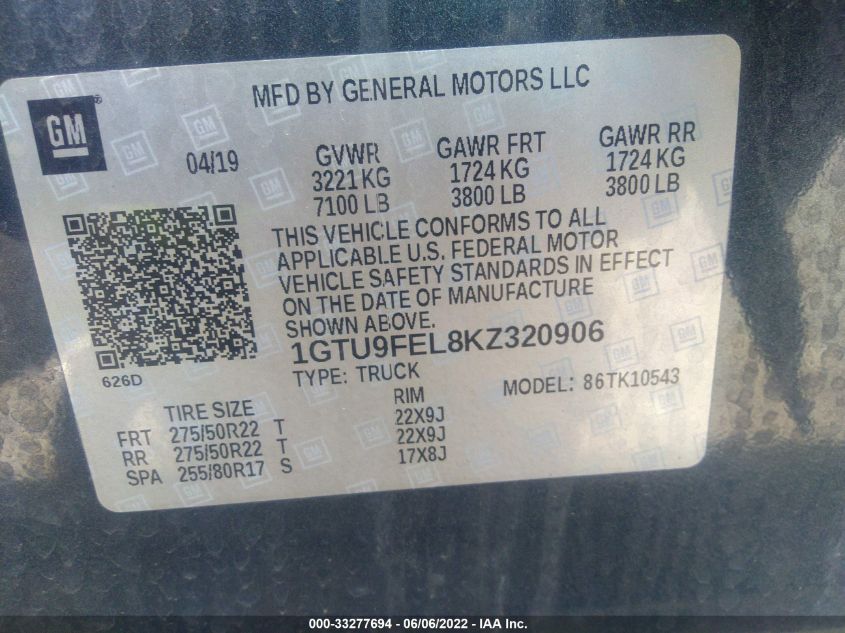 MFD BY GENERAL MOTORS LLC
GM
®
04/19
GVWR
3221 KG
7100 LB
GAWR FRT
1724 KG
3800 LB
GAWR RR
1724 KG
3800 LB
THIS VEHICLE CONFORMS TO ALL
APPLICABLE U.S. FEDERAL MOTOR
VEHICLE SAFETY STANDARDS IN EFFECT
ON THE DATE OF MANUFACTURE
SHOWN ABOVE.
1GTU9FEL8KZ320906
626D
TYPE: TRUCK
MODEL: 86TK10543
TIRE SIZE RIM
FRT 275/50R22 T 22X9J
RR 275/50R22 T 22X9J
SPA 255/80R17 S 17X8J
000-33277694 - 06/06/2022 - IAA Inc.